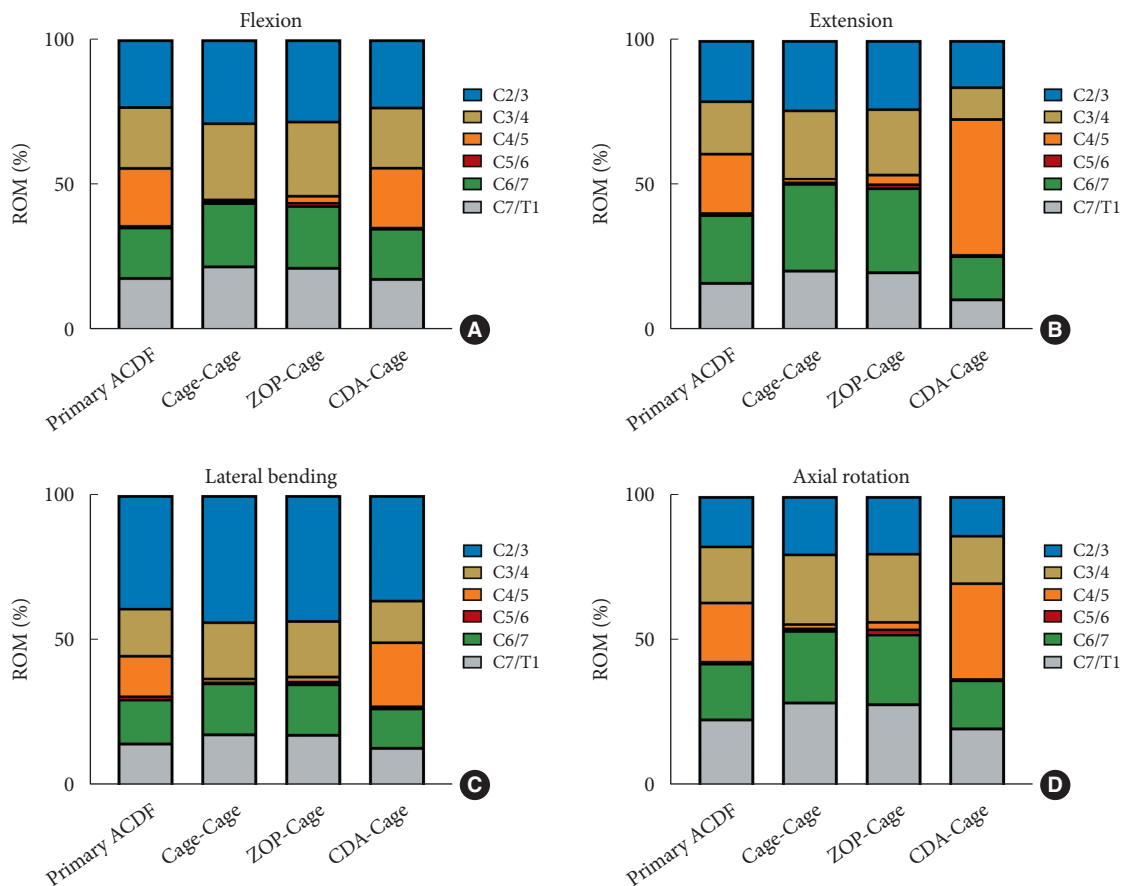 Flexion
100
50
0
ROM (%)
C2/3
C3/4
C4/5
C5/6
C6/7
C7/T1
Primary ACDF
Cage-Cage
ZOP-Cage
CDA-Cage
A
Extension
100
50
0
ROM (%)
C2/3
C3/4
C4/5
C5/6
C6/7
C7/T1
Primary ACDF
Cage-Cage
ZOP-Cage
CDA-Cage
B
Lateral bending
100
50
0
ROM (%)
C2/3
C3/4
C4/5
C5/6
C6/7
C7/T1
Primary ACDF
Cage-Cage
ZOP-Cage
CDA-Cage
C
Axial rotation
100
50
0
ROM (%)
C2/3
C3/4
C4/5
C5/6
C6/7
C7/T1
Primary ACDF
Cage-Cage
ZOP-Cage
CDA-Cage
D